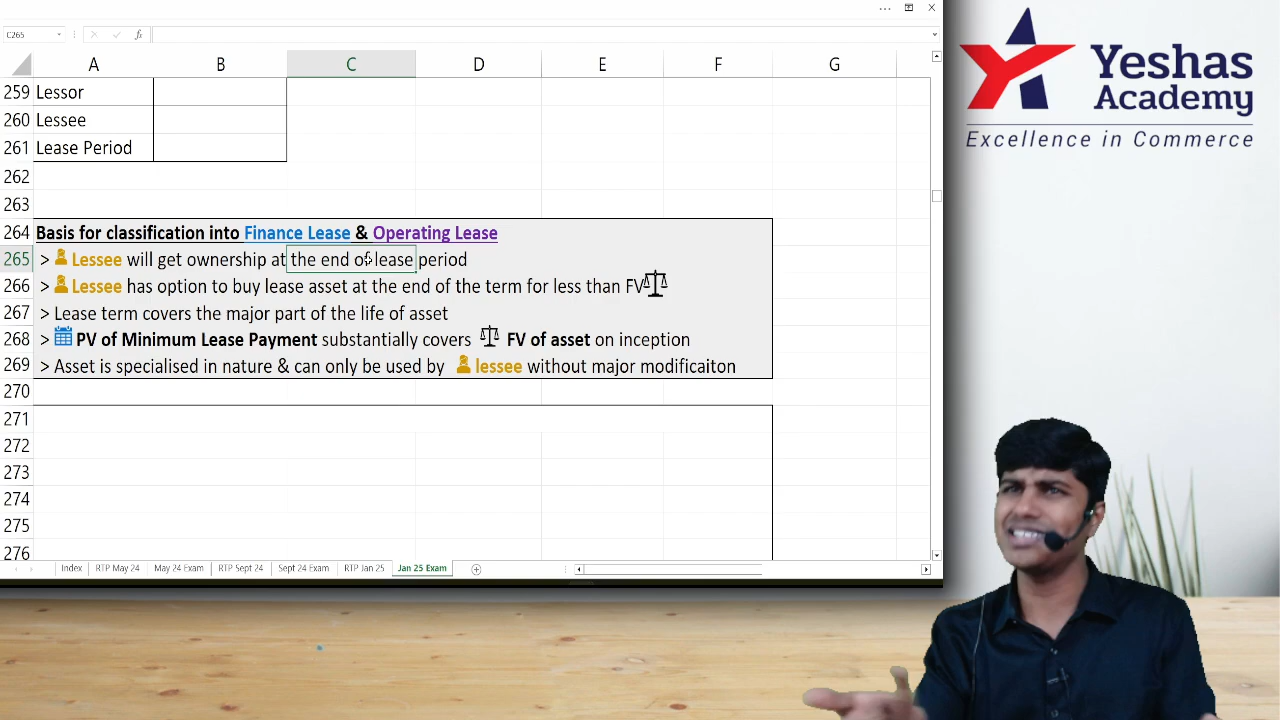 C265
fx
A B C D E F G
259 Lessor
260 Lessee
261 Lease Period
262
263
264 Basis for classification into Finance Lease & Operating Lease
265 > Lessee will get ownership at the end of lease period
266 > Lessee has option to buy lease asset at the end of the term for less than FV
267 > Lease term covers the major part of the life of asset
268 > PV of Minimum Lease Payment substantially covers FV of asset on inception
269 > Asset is specialised in nature & can only be used by lessee without major modificaiton
270
271
272
273
274
275
276
Index RTP May 24 May 24 Exam RTP Sept 24 Sept 24 Exam RTP Jan 25 Jan 25 Exam
Yeshas
Academy
Excellence in Commerce